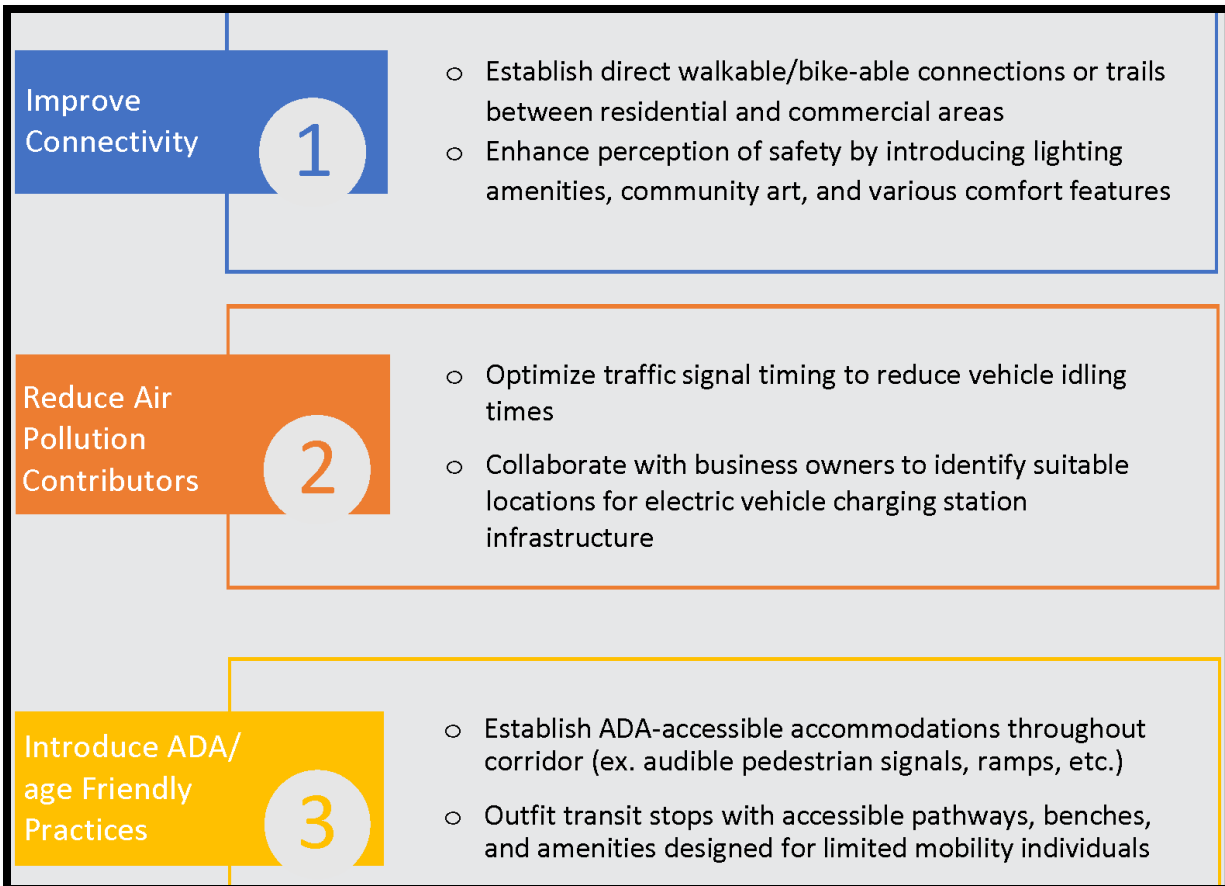 Improve
Connectivity
1
○ Establish direct walkable/bike-able connections or trails
between residential and commercial areas
○ Enhance perception of safety by introducing lighting
amenities, community art, and various comfort features
Reduce Air
Pollution
Contributors
2
○ Optimize traffic signal timing to reduce vehicle idling
times
○ Collaborate with business owners to identify suitable
locations for electric vehicle charging station
infrastructure
Introduce ADA/
age Friendly
Practices
3
○ Establish ADA-accessible accommodations throughout
corridor (ex. audible pedestrian signals, ramps, etc.)
○ Outfit transit stops with accessible pathways, benches,
and amenities designed for limited mobility individuals